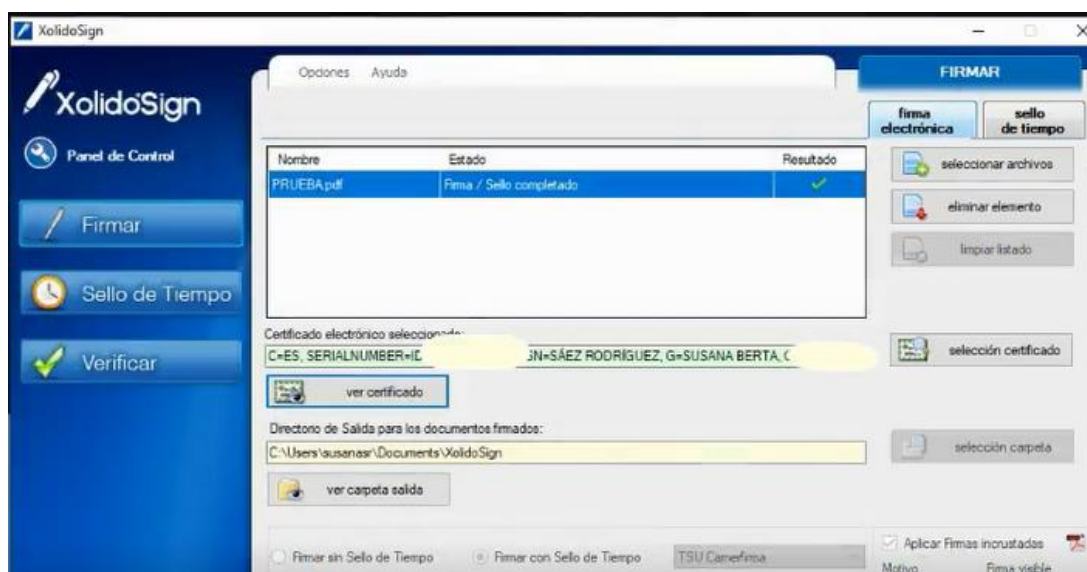 XolidoSign
XolidoSign
Panel de Control
Firmar
Sello de Tiempo
Verificar
Opciones Ayuda
FIRMAR
firma electrónica
sello de tiempo
Nombre Estado Resultado
PRUEBA.pdf Firma / Sello completado
seleccionar archivos
eliminar elemento
limpiar listado
Certificado electrónico seleccionado:
C=ES, SERIALNUMBER=ID SN=SÁEZ RODRÍGUEZ, G=SUSANA BERTA,
selección certificado
ver certificado
Directorio de Salida para los documentos firmados:
C:\Users\susanasr\Documents\XolidoSign
selección carpeta
ver carpeta salida
Firmar sin Sello de Tiempo Firmar con Sello de Tiempo TSU Camerfirma
Aplicar Firmas incrustadas
Motivo Firma visible